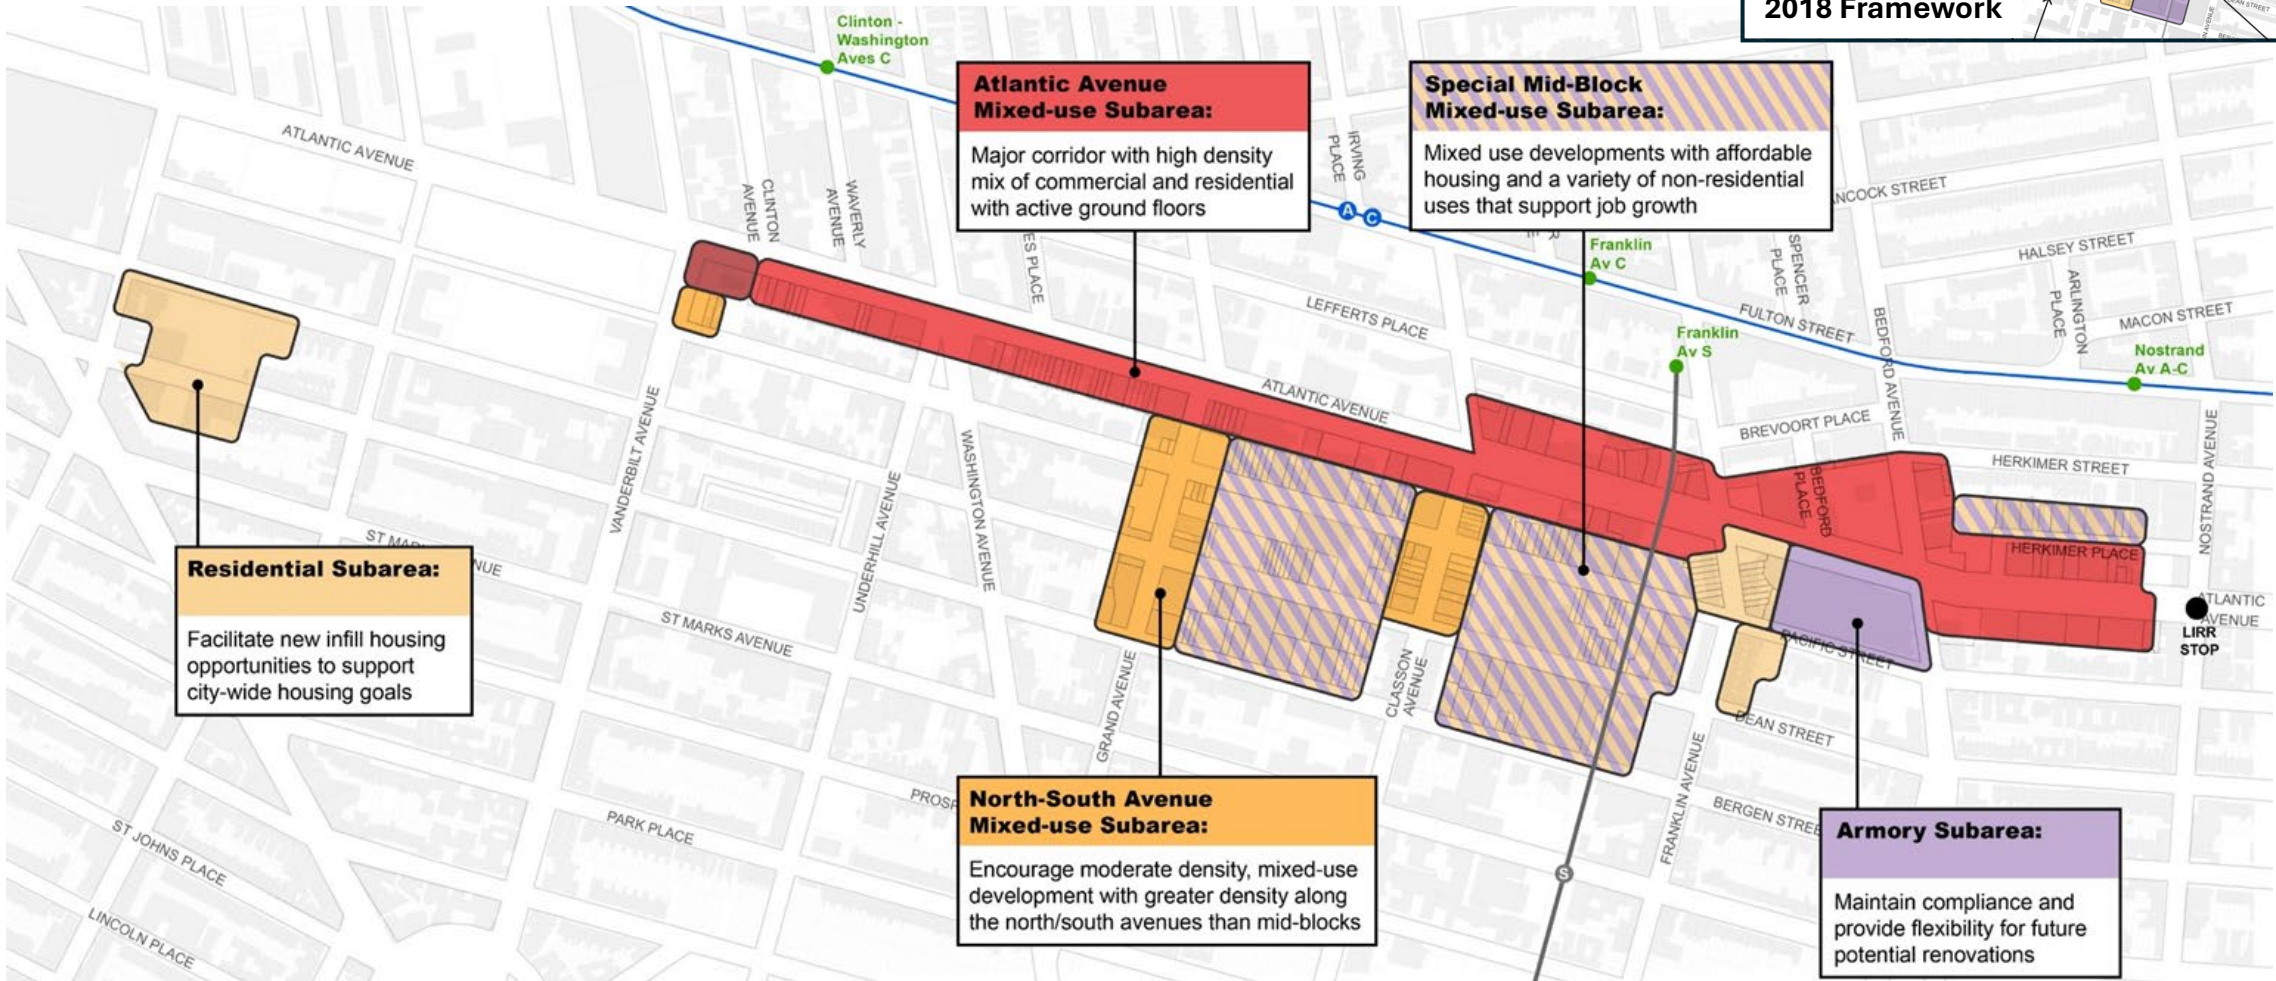 2018 Framework
Clinton -
Washington
Aves C
Atlantic Avenue
Mixed-use Subarea:
Major corridor with high density
mix of commercial and residential
with active ground floors
Special Mid-Block
Mixed-use Subarea:
Mixed use developments with affordable
housing and a variety of non-residential
uses that support job growth
ATLANTIC AVENUE
CLINTON
AVENUE
WAVERLY
AVENUE
ES PLACE
IRVING
PLACE
A C
Franklin
Av C
NCOCK STREET
SPENCER
PLACE
HALSEY STREET
ARLINGTON
PLACE
MACON STREET
LEFFERTS PLACE
FULTON STREET
BEDFORD AVENUE
Franklin
Av S
Nostrand
Av A-C
ATLANTIC AVENUE
BREVOORT PLACE
HERKIMER STREET
NOSTRAND AVENUE
BEDFORD
PLACE
HERKIMER PLACE
ATLANTIC
AVENUE
LIRR
STOP
VANDERBILT AVENUE
UNDERHILL AVENUE
WASHINGTON AVENUE
Residential Subarea:
Facilitate new infill housing
opportunities to support
city-wide housing goals
ST MARKS AVENUE
GRAND AVENUE
CLASSON
AVENUE
PACIFIC STREET
DEAN STREET
FRANKLIN AVENUE
BERGEN STREE
North-South Avenue
Mixed-use Subarea:
Encourage moderate density, mixed-use
development with greater density along
the north/south avenues than mid-blocks
PROSP
PARK PLACE
ST JOHNS PLACE
LINCOLN PLACE
S
Armory Subarea:
Maintain compliance and
provide flexibility for future
potential renovations